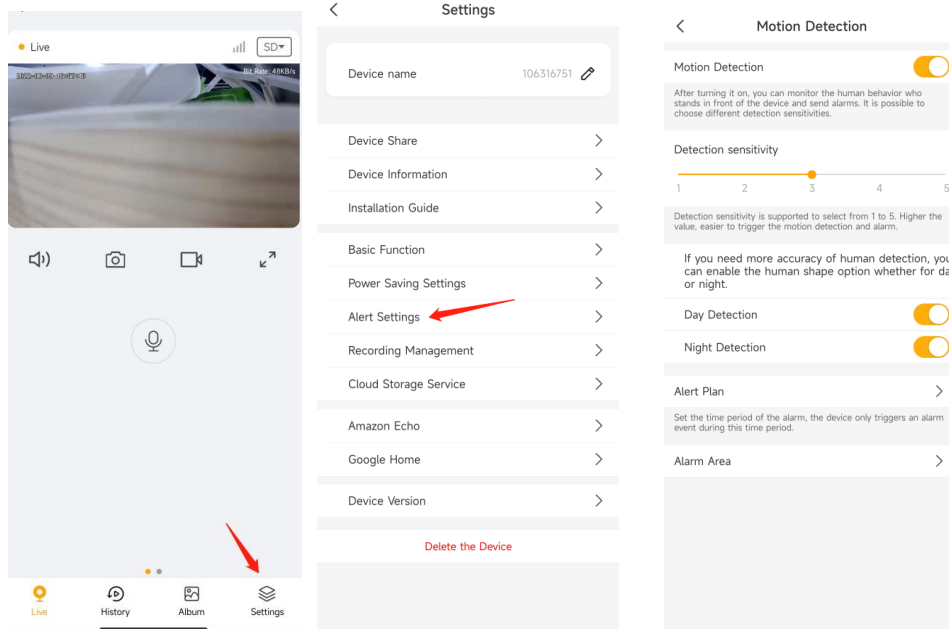 Live
SD
Bit Rate: 48KB/s
Live
History
Album
Settings
Settings
Device name
106316751
Device Share
Device Information
Installation Guide
Basic Function
Power Saving Settings
Alert Settings
Recording Management
Cloud Storage Service
Amazon Echo
Google Home
Device Version
Delete the Device
Motion Detection
Motion Detection
After turning it on, you can monitor the human behavior who
stands in front of the device and send alarms. It is possible to
choose different detection sensitivities.
Detection sensitivity
1 2 3 4 5
Detection sensitivity is supported to select from 1 to 5. Higher the
value, easier to trigger the motion detection and alarm.
If you need more accuracy of human detection, you
can enable the human shape option whether for da
or night.
Day Detection
Night Detection
Alert Plan
Set the time period of the alarm, the device only triggers an alarm
event during this time period.
Alarm Area